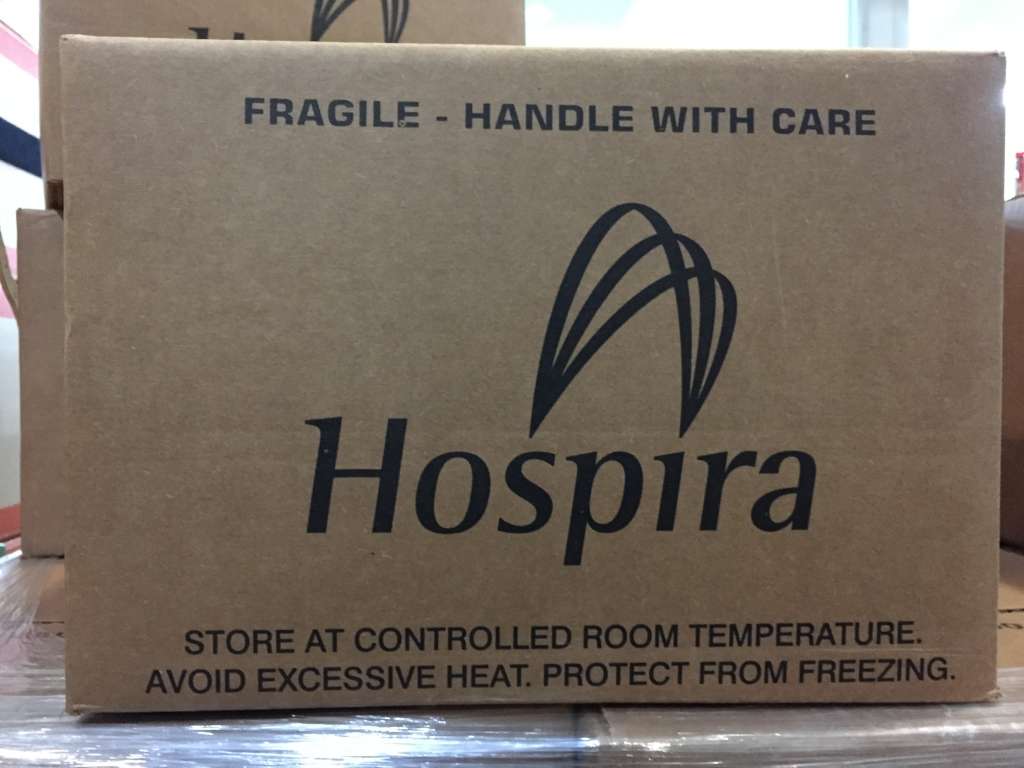 FRAGILE - HANDLE WITH CARE
Hospira
STORE AT CONTROLLED ROOM TEMPERATURE.
AVOID EXCESSIVE HEAT. PROTECT FROM FREEZING.